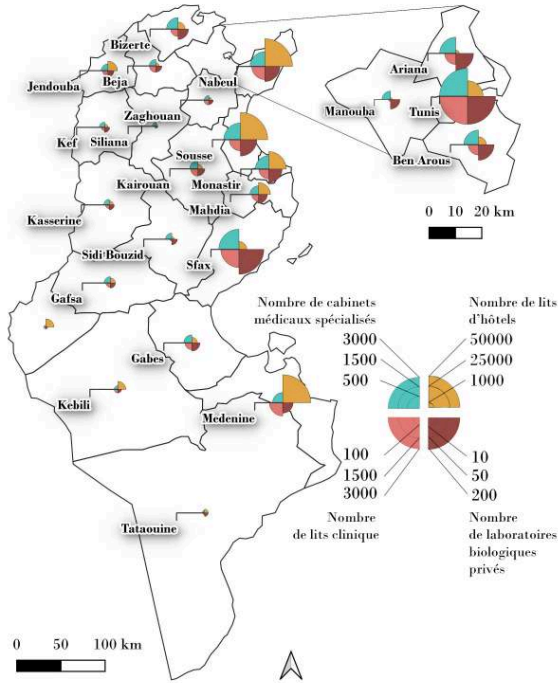 Bizerte
Jendouba
Beja
Nabeul
Zaghouan
Kef
Siliana
Sousse
Kairouan
Monastir
Mahdia
Kasserine
Sidi Bouzid
Sfax
Gafsa
Gabes
Kebili
Medenine
Tataouine
0 50 100 km
Ariana
Manouba
Tunis
Ben Arous
0 10 20 km
Nombre de cabinets
médicaux spécialisés
3000
1500
500
Nombre de lits
d'hôtels
50000
25000
1000
100
1500
3000
Nombre
de lits clinique
10
50
200
Nombre
de laboratoires
biologiques
privés